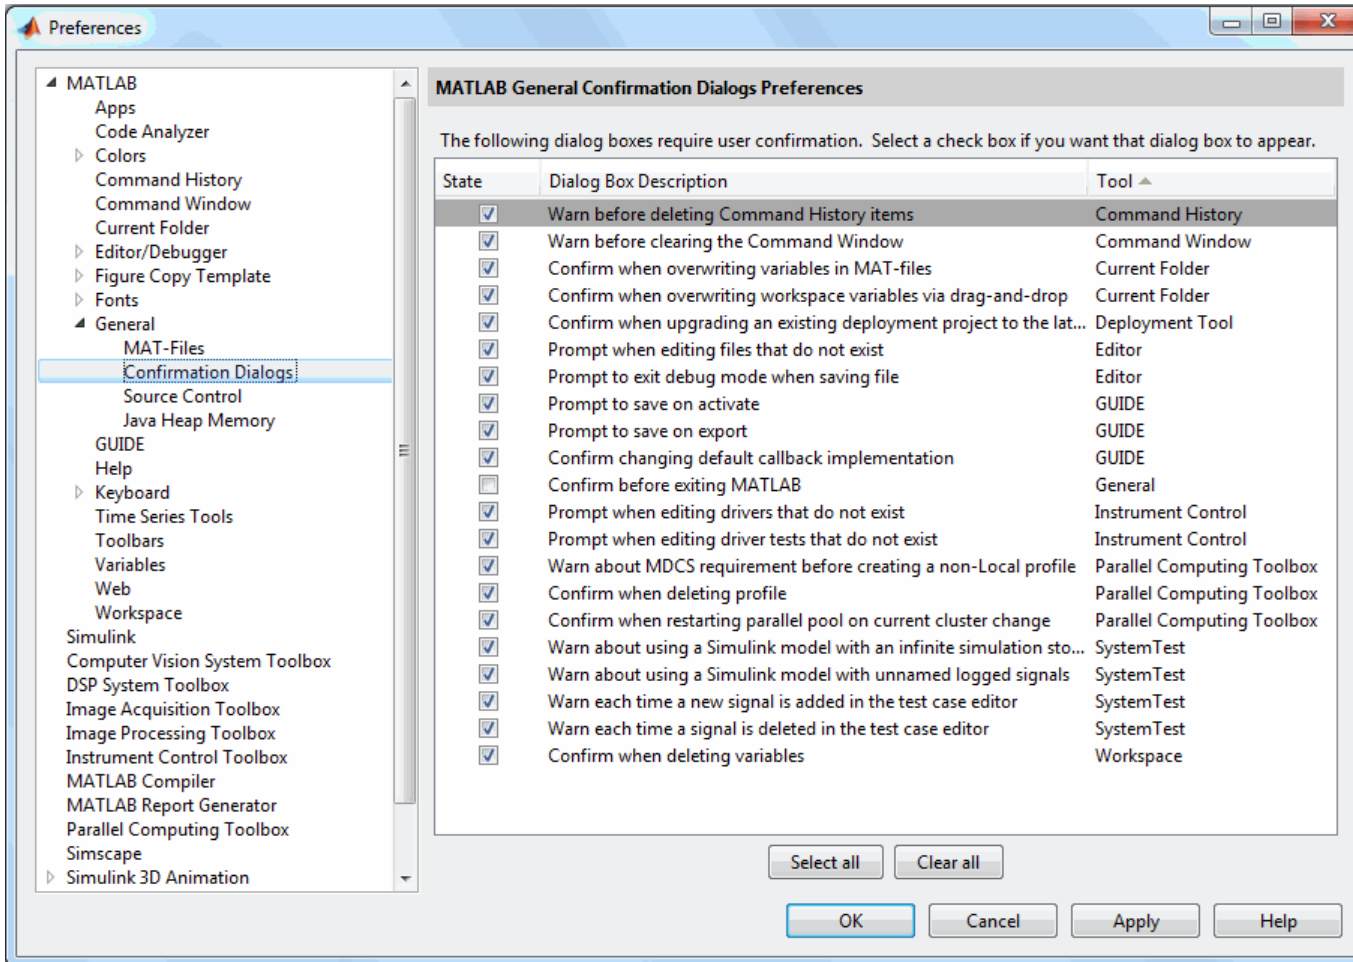 Preferences
MATLAB
Apps
Code Analyzer
Colors
Command History
Command Window
Current Folder
Editor/Debugger
Figure Copy Template
Fonts
General
MAT-Files
Confirmation Dialogs
Source Control
Java Heap Memory
GUIDE
Help
Keyboard
Time Series Tools
Toolbars
Variables
Web
Workspace
Simulink
Computer Vision System Toolbox
DSP System Toolbox
Image Acquisition Toolbox
Image Processing Toolbox
Instrument Control Toolbox
MATLAB Compiler
MATLAB Report Generator
Parallel Computing Toolbox
Simscape
Simulink 3D Animation
MATLAB General Confirmation Dialogs Preferences
The following dialog boxes require user confirmation. Select a check box if you want that dialog box to appear.
State Dialog Box Description Tool
Warn before deleting Command History items Command History
Warn before clearing the Command Window Command Window
Confirm when overwriting variables in MAT-files Current Folder
Confirm when overwriting workspace variables via drag-and-drop Current Folder
Confirm when upgrading an existing deployment project to the lat... Deployment Tool
Prompt when editing files that do not exist Editor
Prompt to exit debug mode when saving file Editor
Prompt to save on activate GUIDE
Prompt to save on export GUIDE
Confirm changing default callback implementation GUIDE
Confirm before exiting MATLAB General
Prompt when editing drivers that do not exist Instrument Control
Prompt when editing driver tests that do not exist Instrument Control
Warn about MDCS requirement before creating a non-Local profile Parallel Computing Toolbox
Confirm when deleting profile Parallel Computing Toolbox
Confirm when restarting parallel pool on current cluster change Parallel Computing Toolbox
Warn about using a Simulink model with an infinite simulation sto... SystemTest
Warn about using a Simulink model with unnamed logged signals SystemTest
Warn each time a new signal is added in the test case editor SystemTest
Warn each time a signal is deleted in the test case editor SystemTest
Confirm when deleting variables Workspace
Select all Clear all
OK Cancel Apply Help